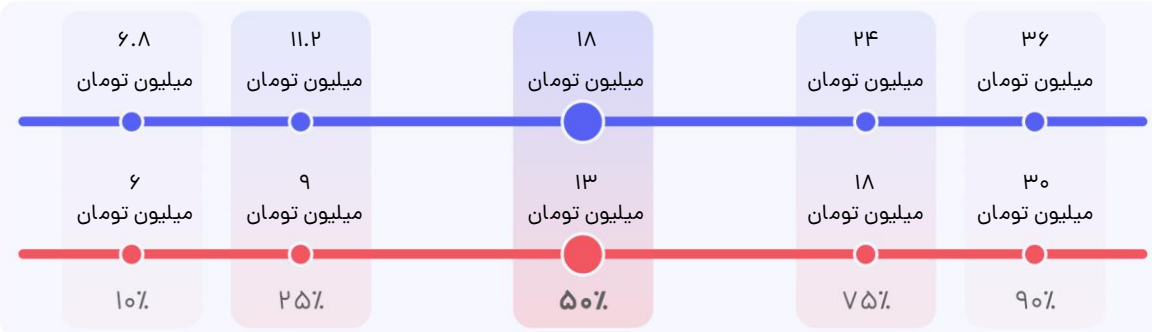 ۶.۸ ۱۱.۲ ۱۸ ۲۴ ۳۶
میلیون تومان میلیون تومان میلیون تومان میلیون تومان میلیون تومان
۶ ۹ ۱۳ ۱۸ ۳۰
میلیون تومان میلیون تومان میلیون تومان میلیون تومان میلیون تومان
۱۰٪ ۲۵٪ ۵۰٪ ۷۵٪ ۹۰٪